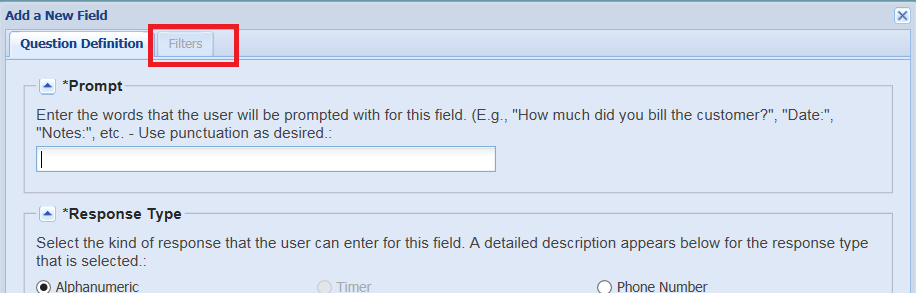 Add a New Field
Question Definition
Filters
*Prompt
Enter the words that the user will be prompted with for this field. (E.g., "How much did you bill the customer?", "Date:",
"Notes:", etc. - Use punctuation as desired.:
*Response Type
Select the kind of response that the user can enter for this field. A detailed description appears below for the response type
that is selected.:
Alphanumeric
Timer
Phone Number